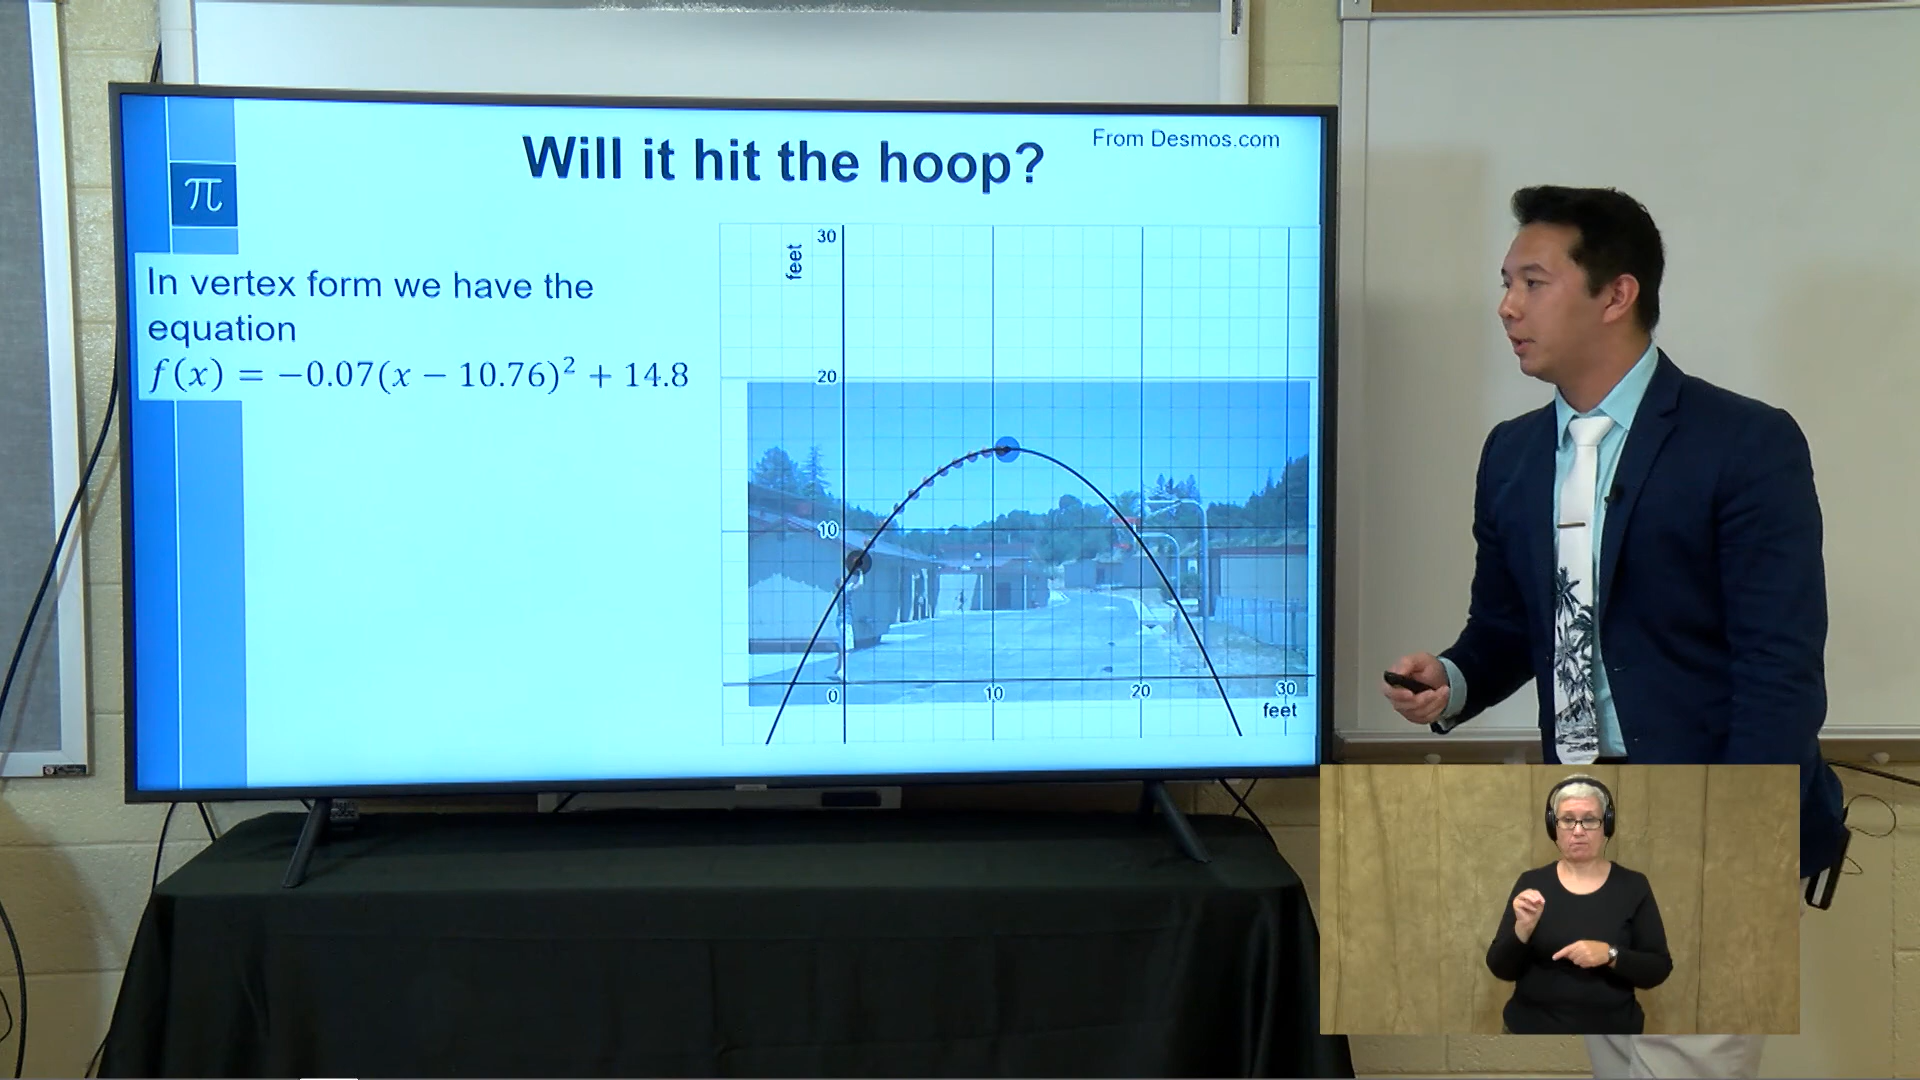 Will it hit the hoop?
From Desmos.com
π
In vertex form we have the
equation
f(x) = −0.07(x − 10.76)² + 14.8
feet
30
20
10
0
10
20
30
feet